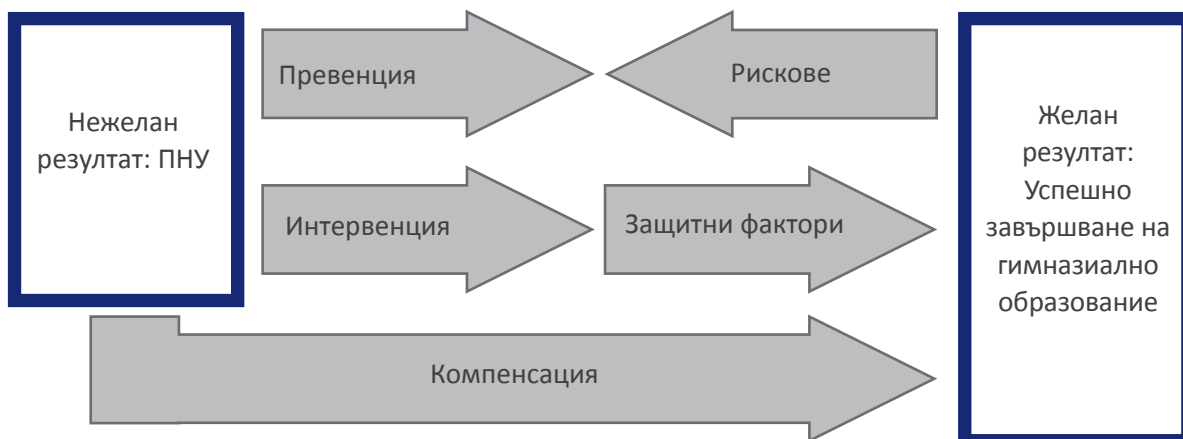 Нежелан
резултат: ПНУ
Превенция
Рискове
Интервенция
Защитни фактори
Компенсация
Желан
резултат:
Успешно
завършване на
гимназиално
образование